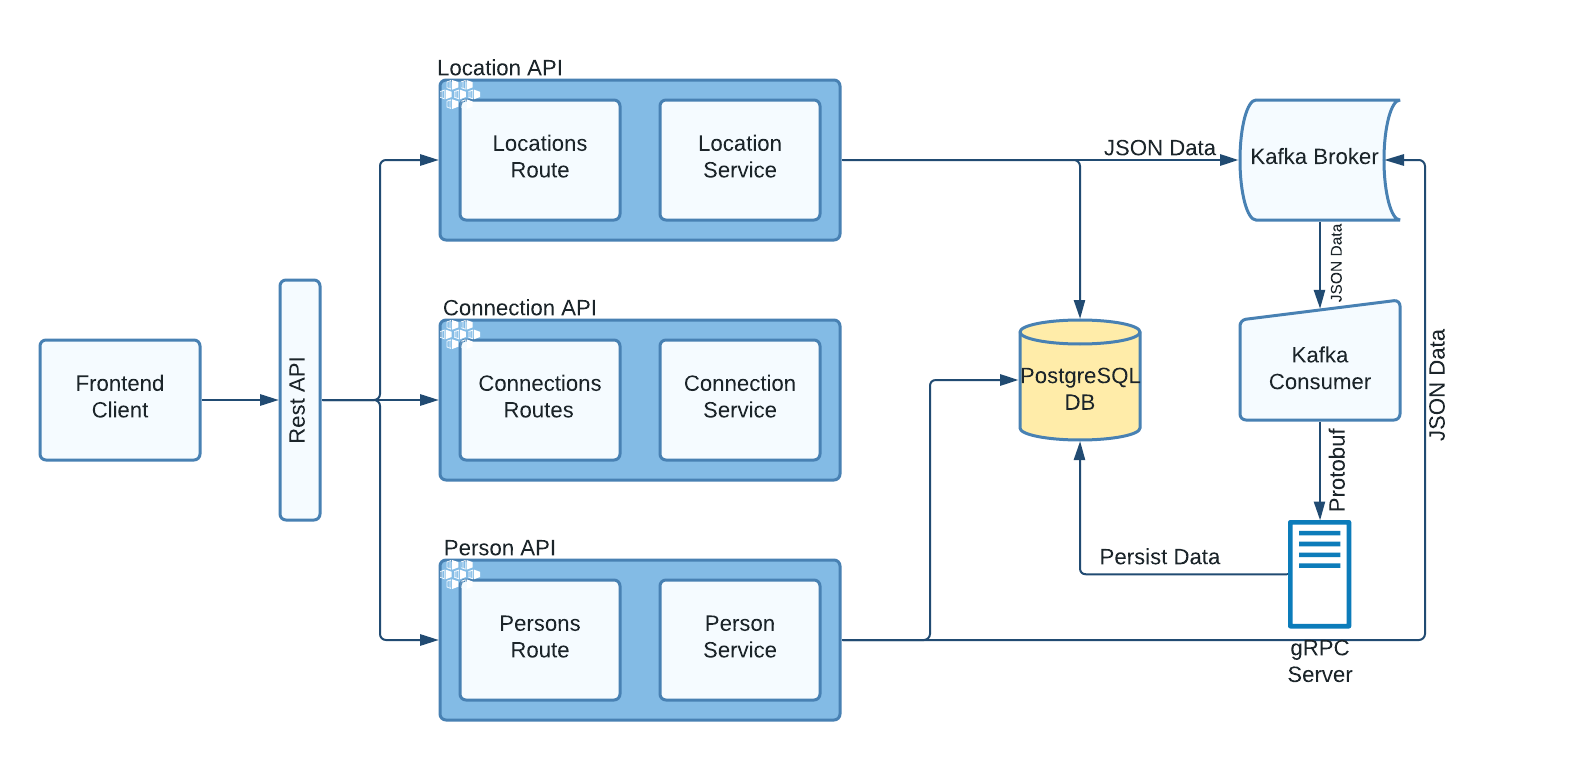 Location API
Locations
Route
Location
Service
JSON Data
Kafka Broker
JSON Data
Connection API
Frontend
Client
Rest API
Connections
Routes
Connection
Service
PostgreSQL
DB
Kafka
Consumer
JSON Data
Protobuf
Person API
Persons
Route
Person
Service
Persist Data
gRPC
Server